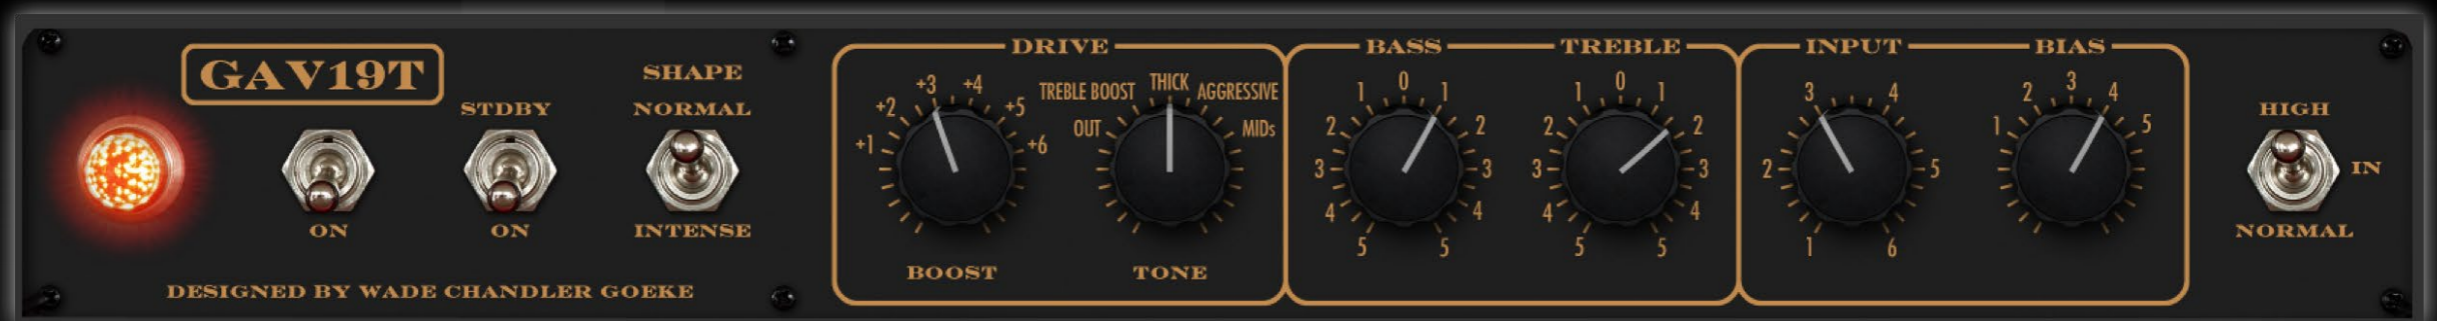 GAV19T
STDBY
ON
ON
SHAPE
NORMAL
INTENSE
DESIGNED BY WADE CHANDLER GOEKE
DRIVE
+1 +2 +3 +4 +5 +6
BOOST
OUT TREBLE BOOST THICK AGGRESSIVE MIDs
TONE
BASS
5 4 3 2 1 0 1 2 3 4 5
TREBLE
5 4 3 2 1 0 1 2 3 4 5
INPUT
1 2 3 4 5 6
BIAS
1 2 3 4 5
HIGH
IN
NORMAL